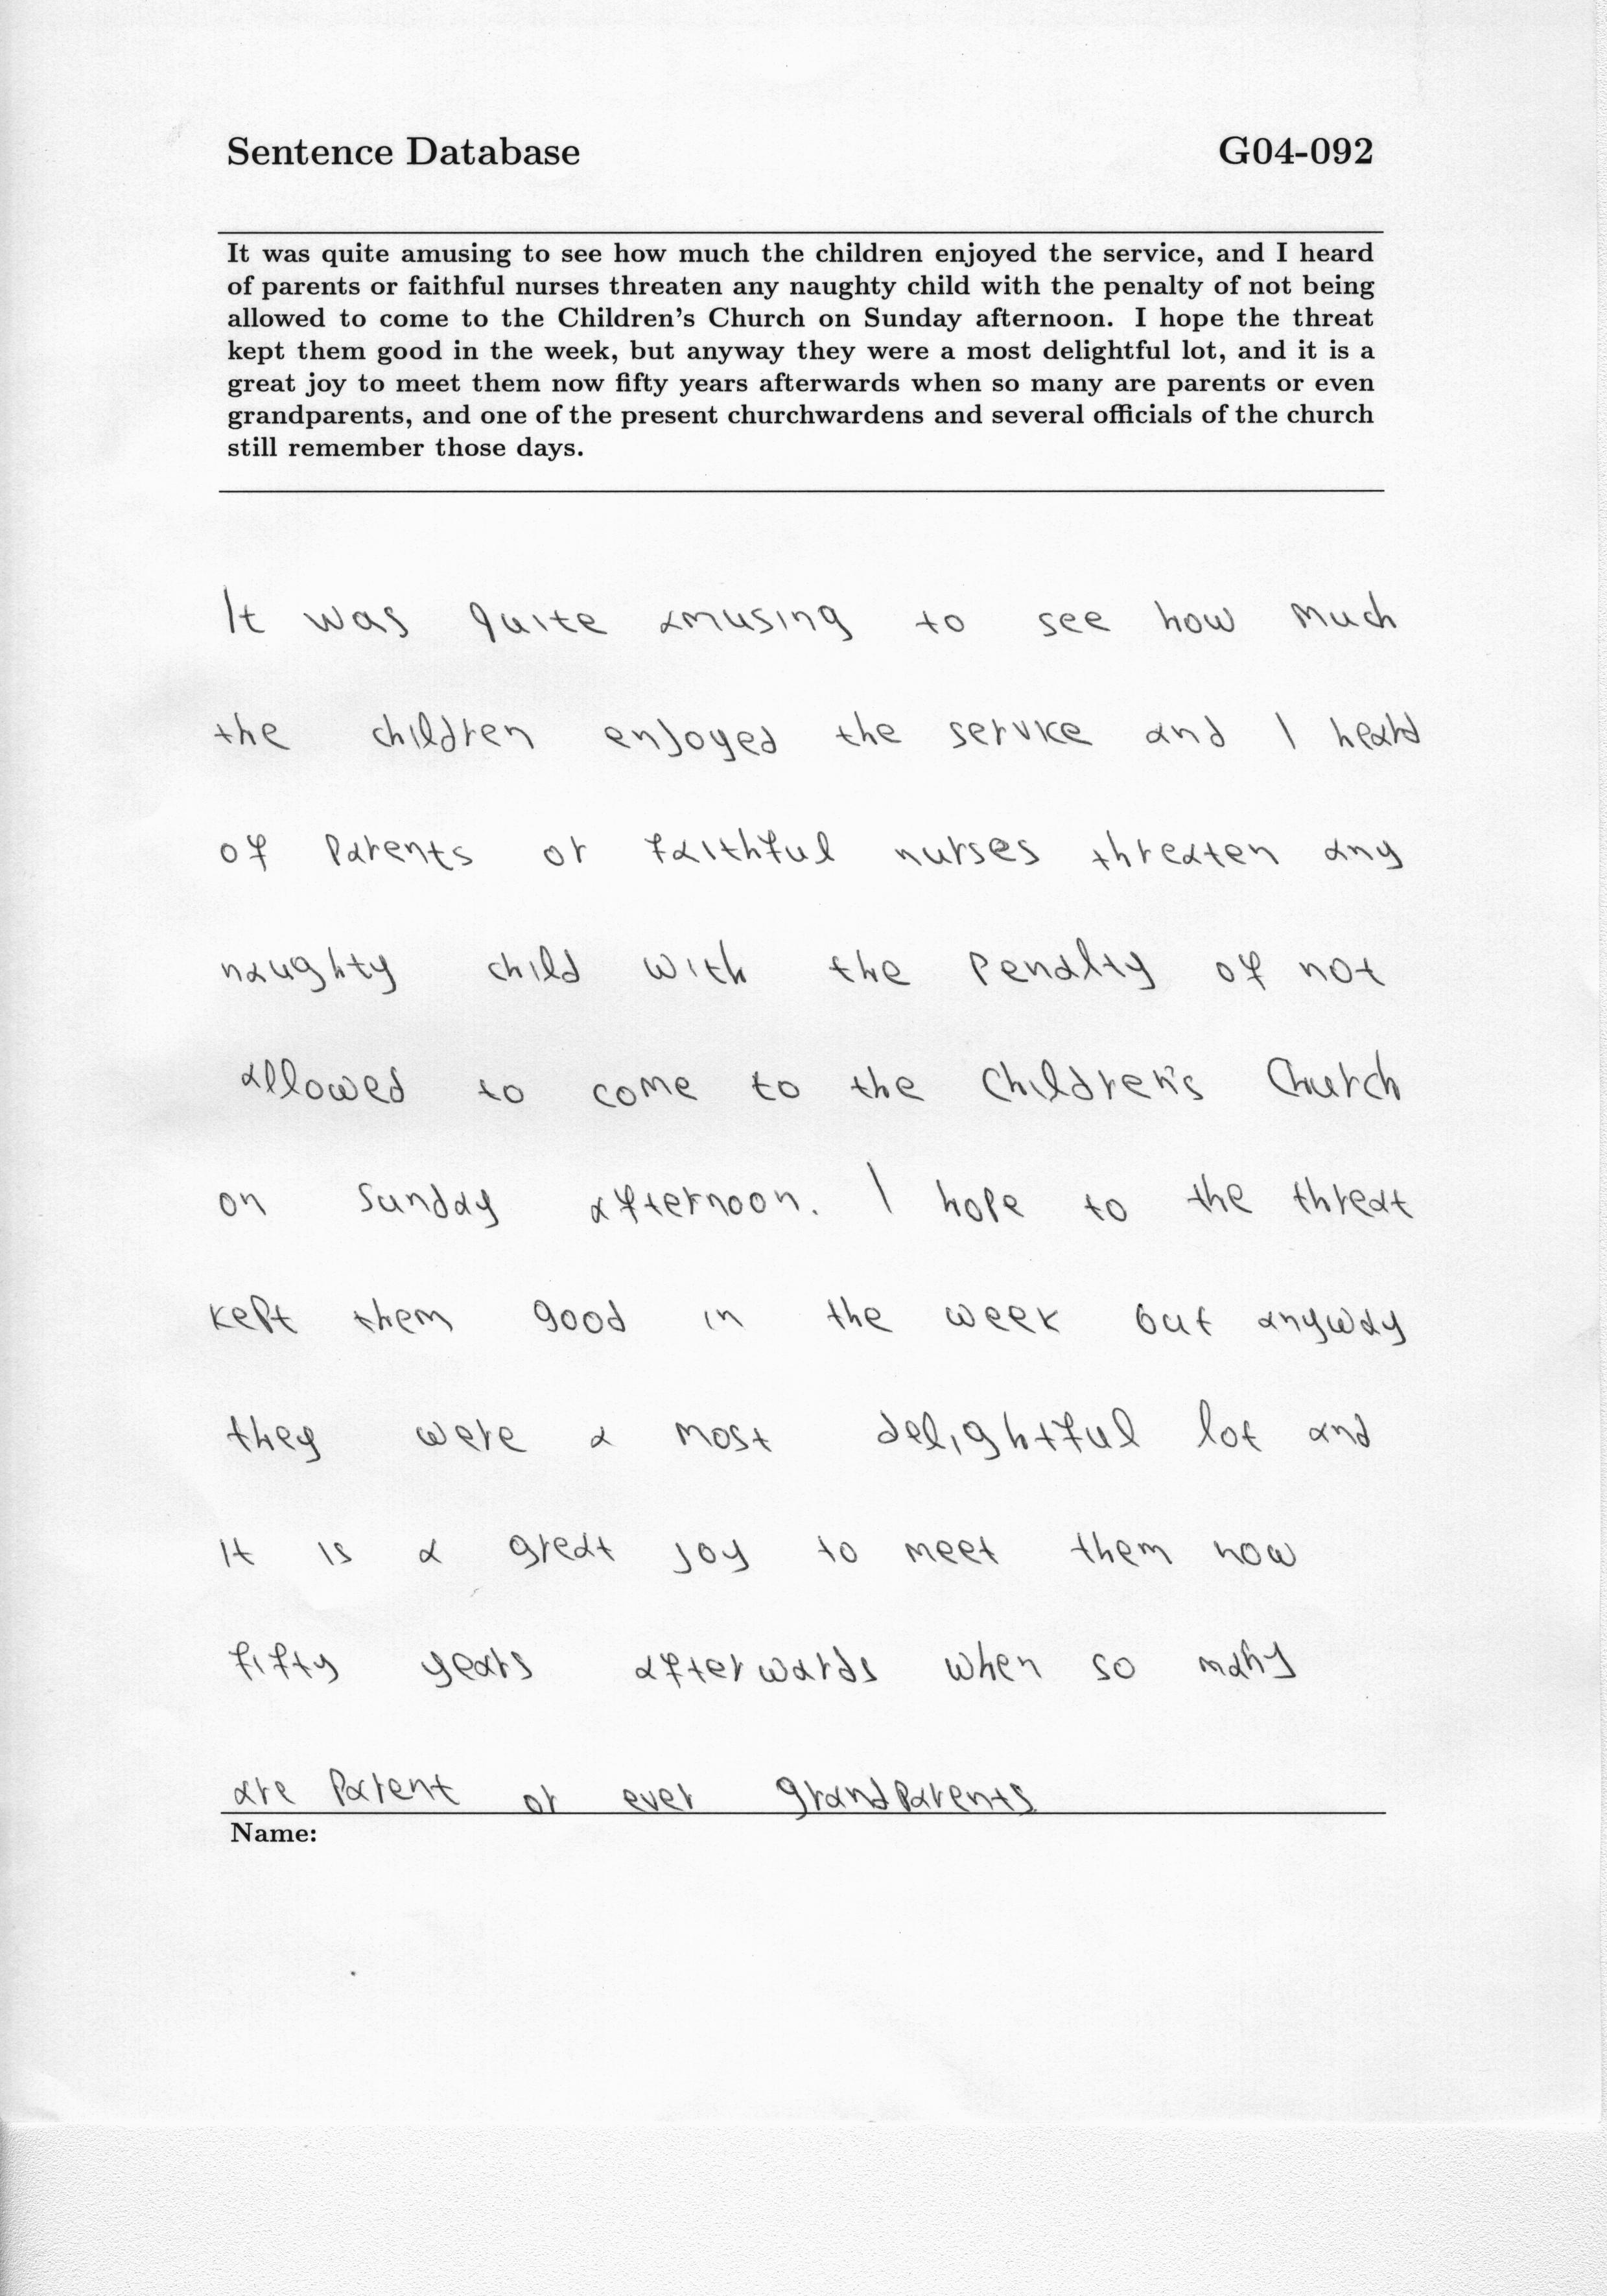 Sentence Database G04-092
It was quite amusing to see how much the children enjoyed the service, and I heard
of parents or faithful nurses threaten any naughty child with the penalty of not being
allowed to come to the Children's Church on Sunday afternoon. I hope the threat
kept them good in the week, but anyway they were a most delightful lot, and it is a
great joy to meet them now fifty years afterwards when so many are parents or even
grandparents, and one of the present churchwardens and several officials of the church
still remember those days.
It was quite amusing to see how much
the children enjoyed the service and I heard
of parents or faithful nurses threaten any
naughty child with the penalty of not
allowed to come to the Children's Church
on Sunday afternoon. I hope to the threat
kept them good in the week but anyway
they were a most delightful lot and
it is a great joy to meet them now
fifty years afterwards when so many
are parent or ever grandparents
Name: